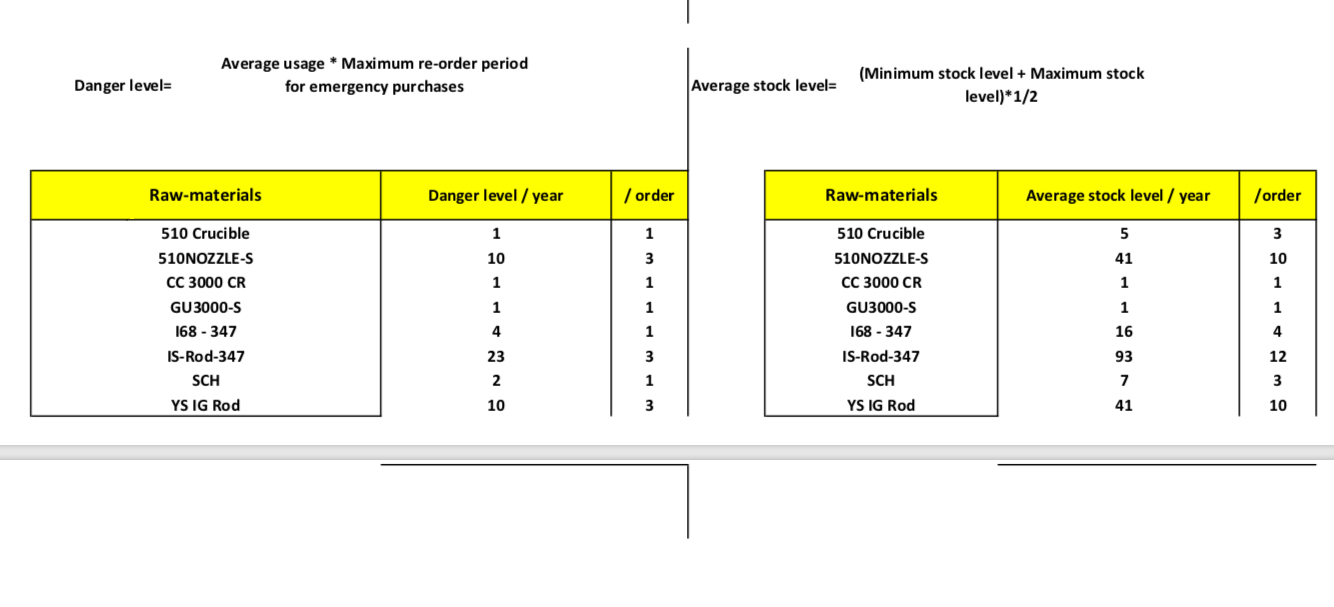 Danger level=
Average usage * Maximum re-order period
for emergency purchases
Average stock level=
(Minimum stock level + Maximum stock
level)*1/2
Raw-materials Danger level / year / order
510 Crucible 1 1
510NOZZLE-S 10 3
CC 3000 CR 1 1
GU3000-S 1 1
I68 - 347 4 1
IS-Rod-347 23 3
SCH 2 1
YS IG Rod 10 3
Raw-materials Average stock level / year /order
510 Crucible 5 3
510NOZZLE-S 41 10
CC 3000 CR 1 1
GU3000-S 1 1
I68 - 347 16 4
IS-Rod-347 93 12
SCH 7 3
YS IG Rod 41 10